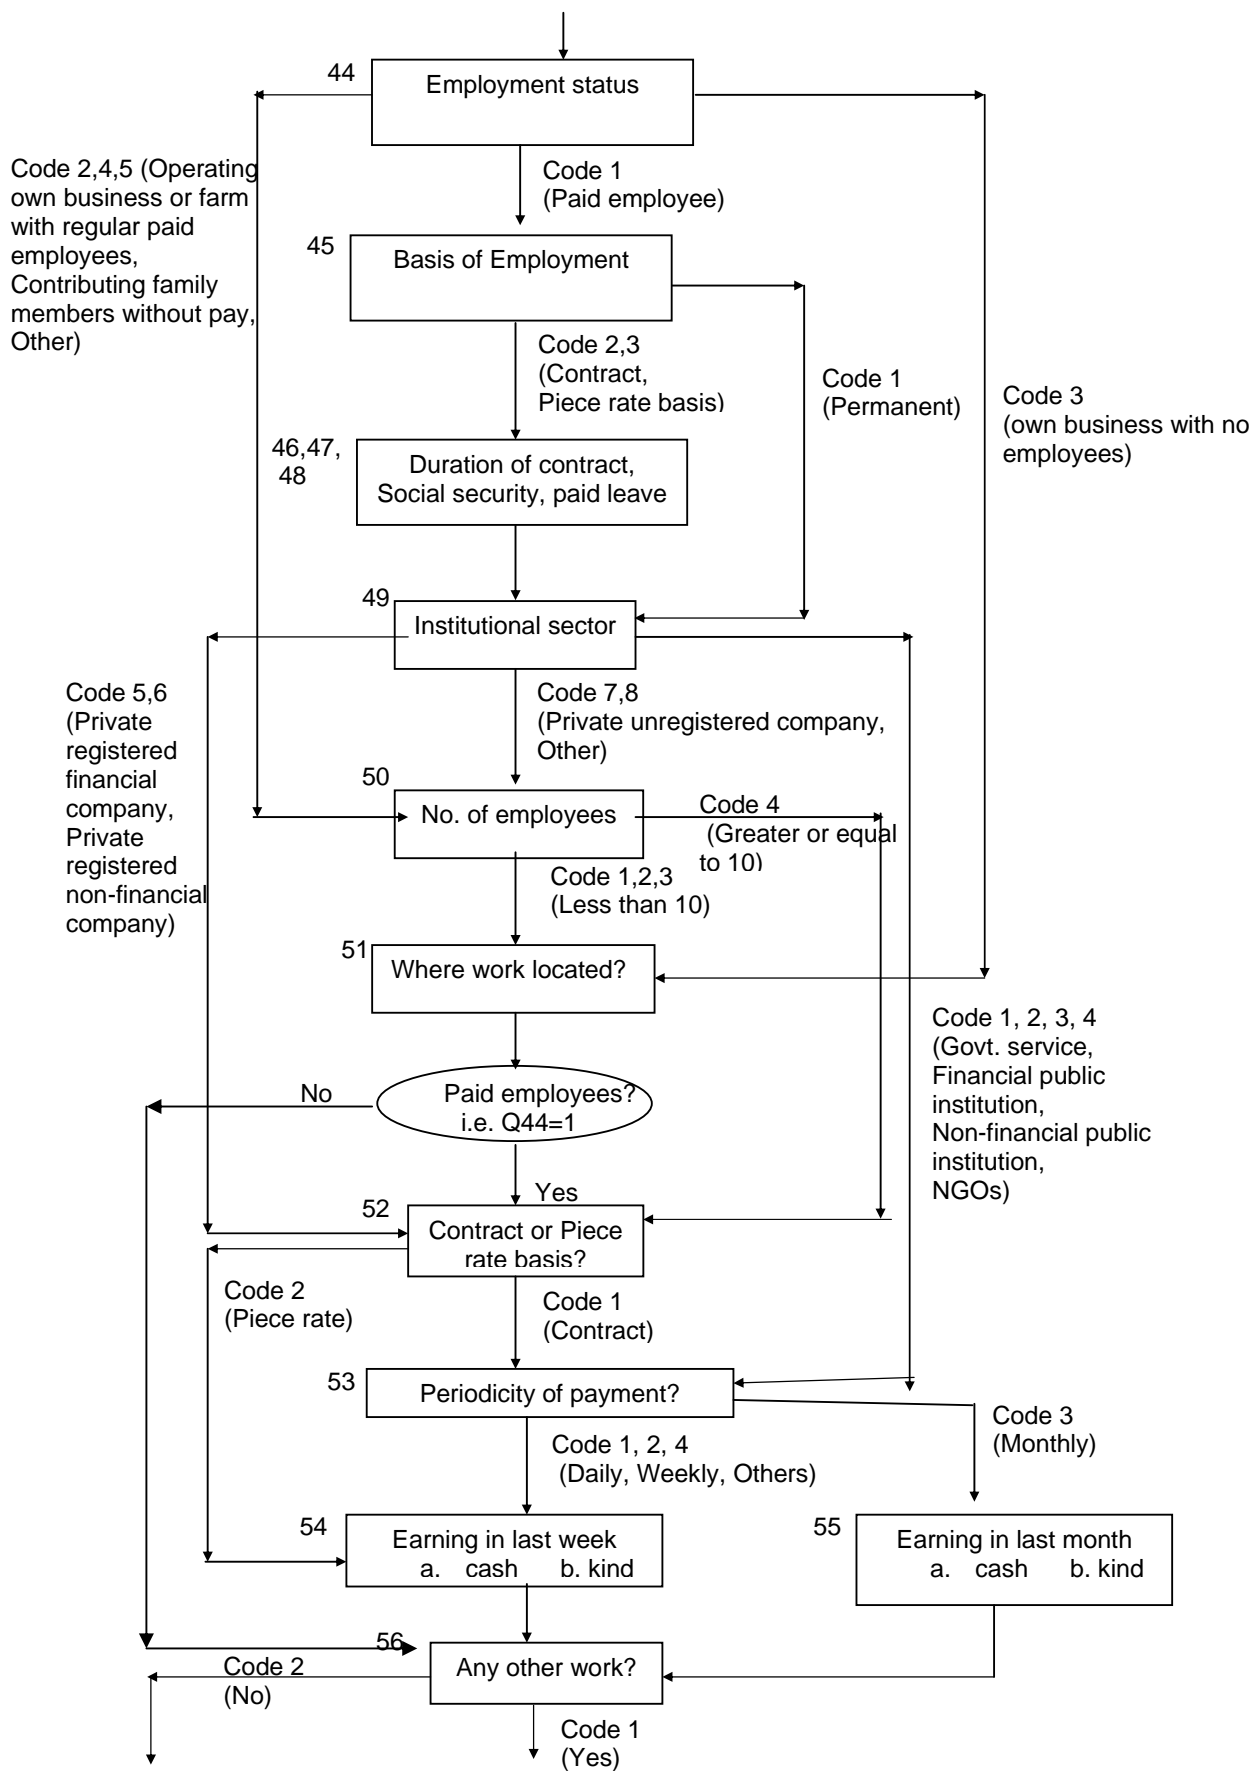 44
Employment status
Code 2,4,5 (Operating
own business or farm
with regular paid
employees,
Contributing family
members without pay,
Other)
Code 1
(Paid employee)
45
Basis of Employment
Code 2,3
(Contract,
Piece rate basis)
Code 1
(Permanent)
Code 3
(own business with no
employees)
46,47,
48
Duration of contract,
Social security, paid leave
49
Institutional sector
Code 5,6
(Private
registered
financial
company,
Private
registered
non-financial
company)
Code 7,8
(Private unregistered company,
Other)
50
No. of employees
Code 4
(Greater or equal
to 10)
Code 1,2,3
(Less than 10)
51
Where work located?
Code 1, 2, 3, 4
(Govt. service,
Financial public
institution,
Non-financial public
institution,
NGOs)
No
Paid employees?
i.e. Q44=1
Yes
52
Contract or Piece
rate basis?
Code 2
(Piece rate)
Code 1
(Contract)
53
Periodicity of payment?
Code 3
(Monthly)
Code 1, 2, 4
(Daily, Weekly, Others)
54
Earning in last week
a. cash b. kind
55
Earning in last month
a. cash b. kind
56
Any other work?
Code 2
(No)
Code 1
(Yes)